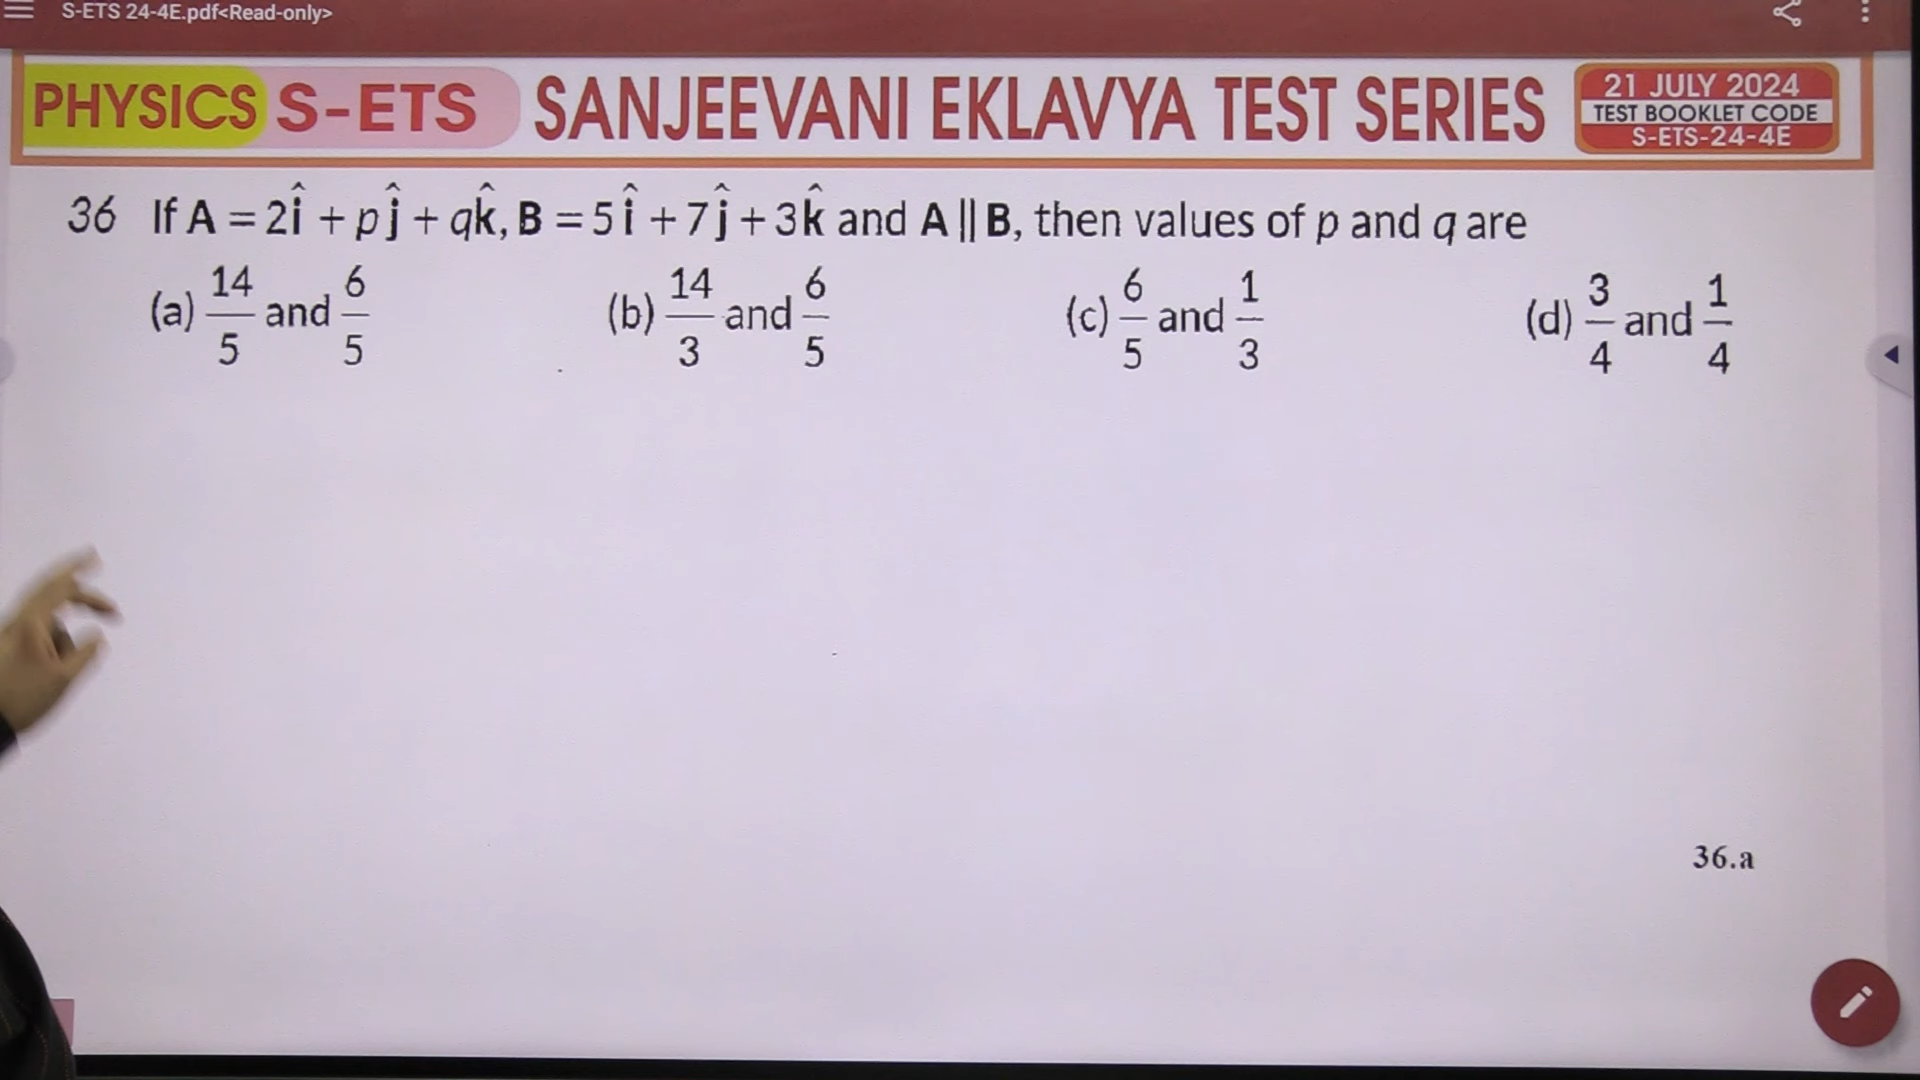 S-ETS 24-4E.pdf<Read-only>
PHYSICS S-ETS SANJEEVANI EKLAVYA TEST SERIES
21 JULY 2024
TEST BOOKLET CODE
S-ETS-24-4E
36 If A = 2î + pĵ + qk̂, B = 5î + 7ĵ + 3k̂ and A || B, then values of p and q are
(a) 14/5 and 6/5 (b) 14/3 and 6/5 (c) 6/5 and 1/3 (d) 3/4 and 1/4
36.a